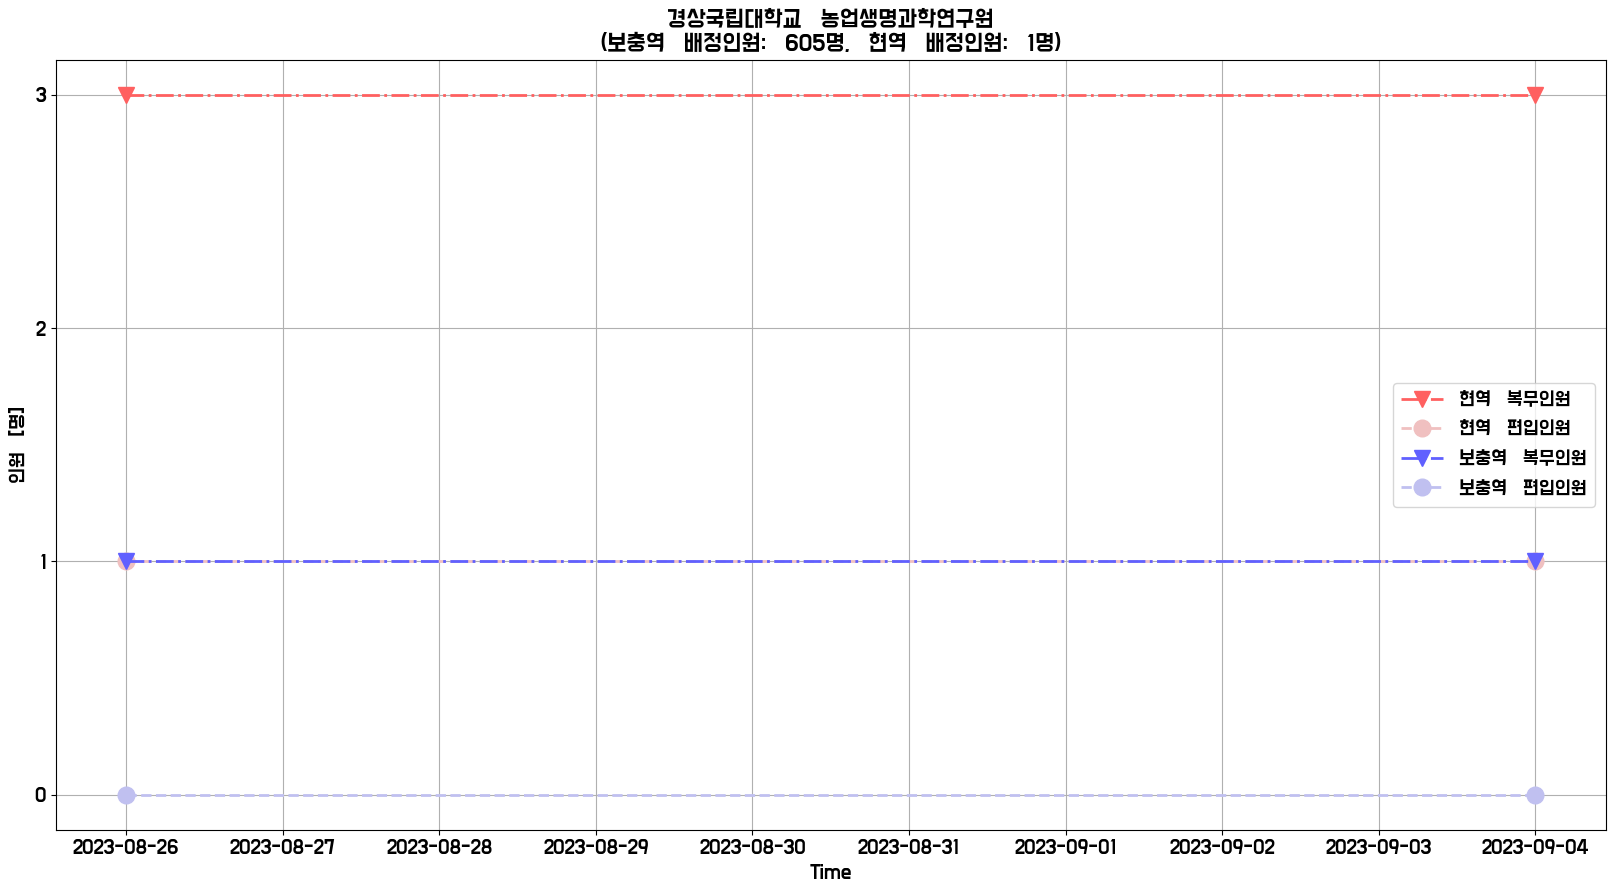 경상국립대학교 농업생명과학연구원
(보충역 배정인원: 605명, 현역 배정인원: 1명)
3
2
1
0
인원 [명]
현역 복무인원
현역 편입인원
보충역 복무인원
보충역 편입인원
2023-08-26 2023-08-27 2023-08-28 2023-08-29 2023-08-30 2023-08-31 2023-09-01 2023-09-02 2023-09-03 2023-09-04
Time